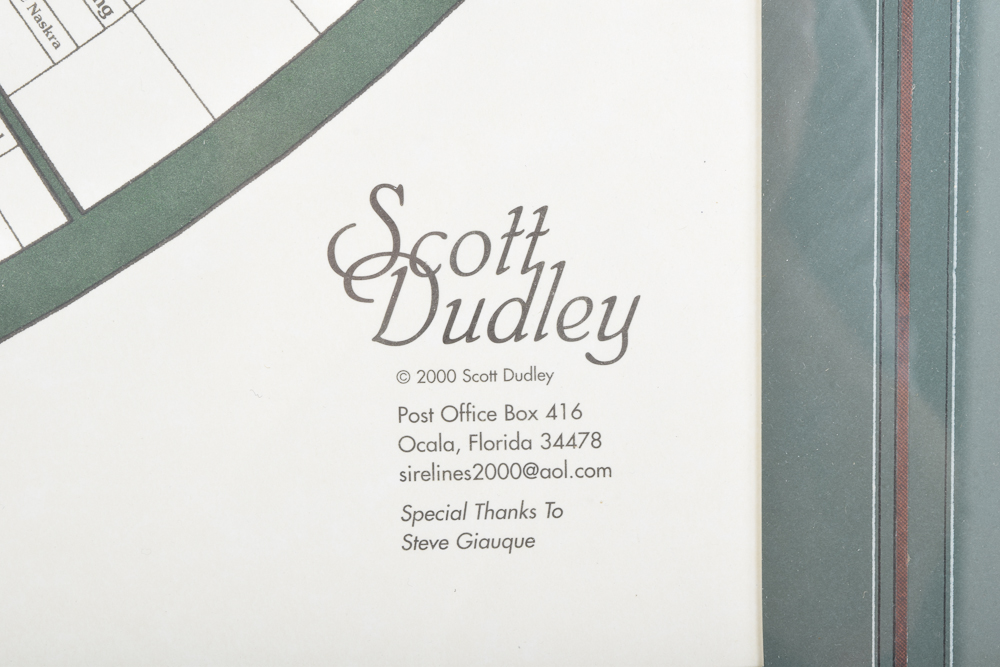 ng
Naskra
Scott
Dudley
© 2000 Scott Dudley
Post Office Box 416
Ocala, Florida 34478
sirelines2000@aol.com
Special Thanks To
Steve Giauque